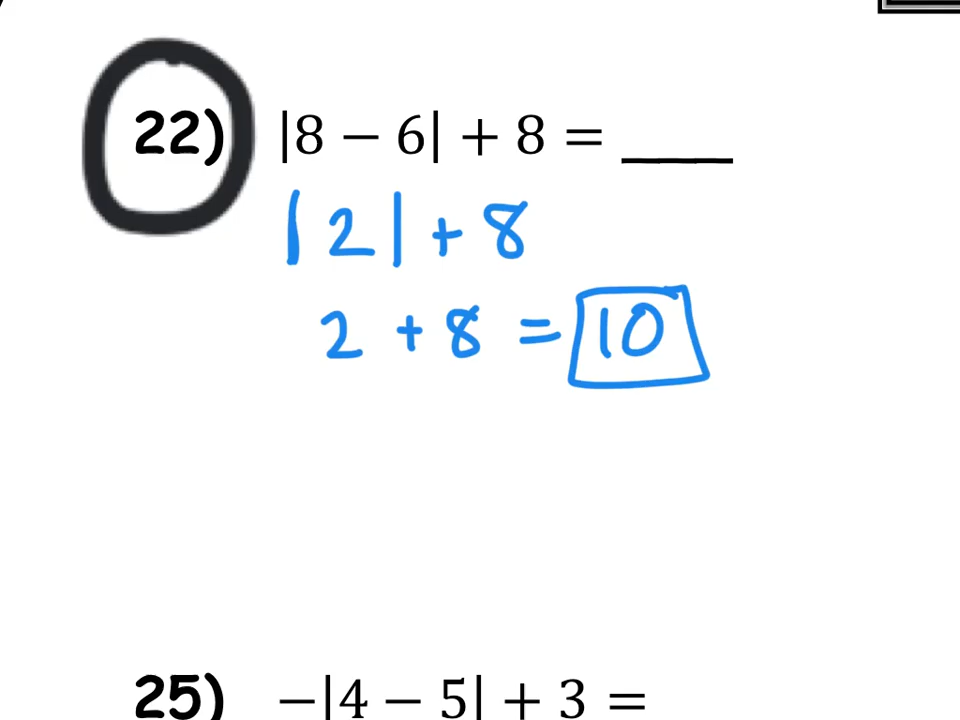 22) |8 − 6| + 8 = ____
|2| + 8
2 + 8 = 10
25) −|4 − 5| + 3 =